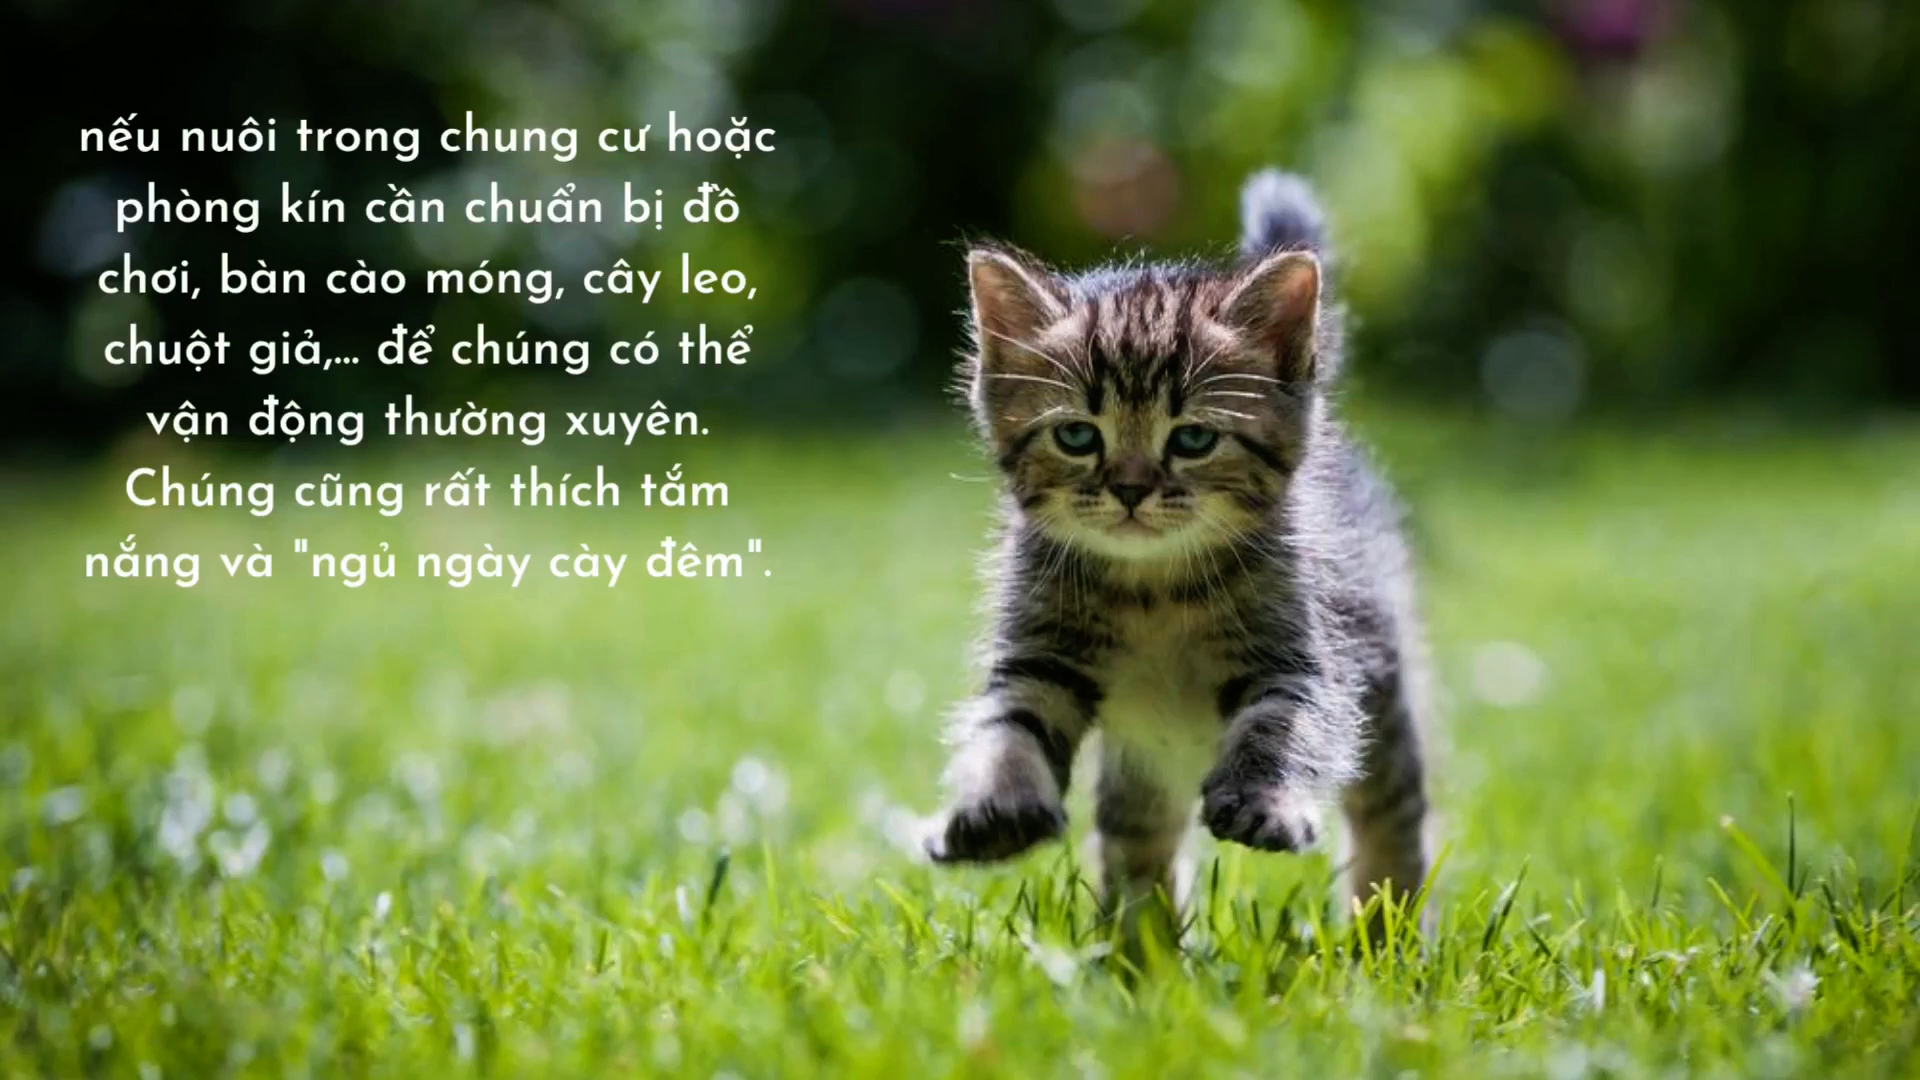 nếu nuôi trong chung cư hoặc
phòng kín cần chuẩn bị đồ
chơi, bàn cào móng, cây leo,
chuột giả,... để chúng có thể
vận động thường xuyên.
Chúng cũng rất thích tắm
nắng và "ngủ ngày cày đêm".